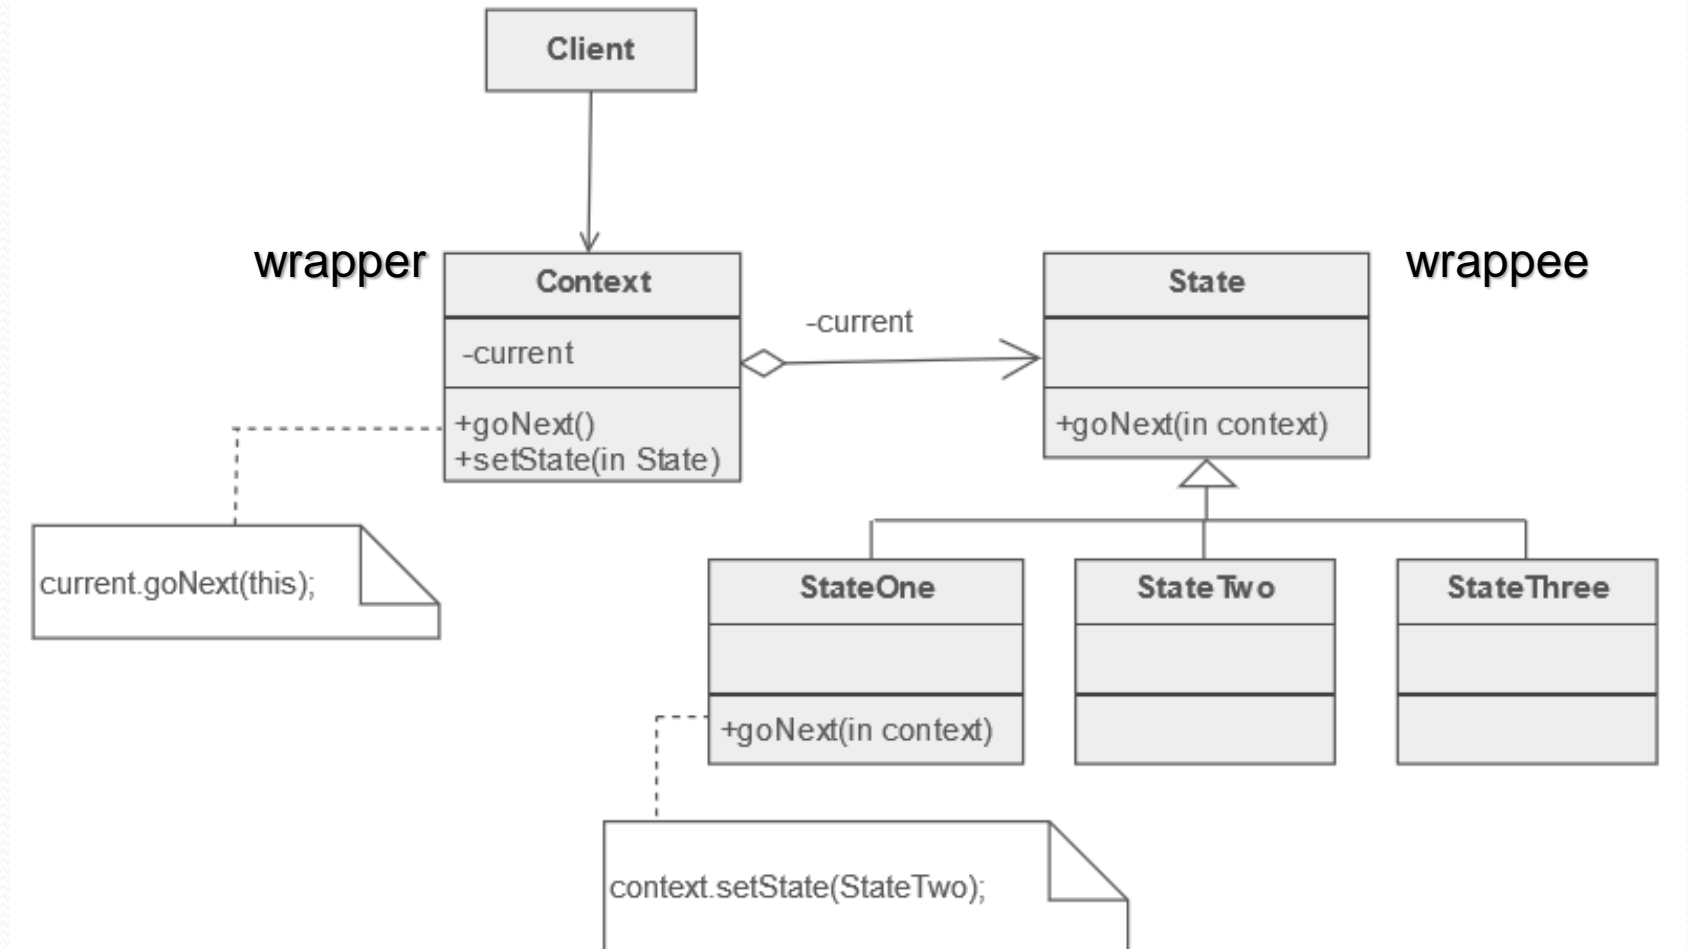 Client
wrapper
Context
-current
+goNext()
+setState(in State)
-current
State
+goNext(in context)
wrappee
current.goNext(this);
StateOne
+goNext(in context)
StateTwo
StateThree
context.setState(StateTwo);